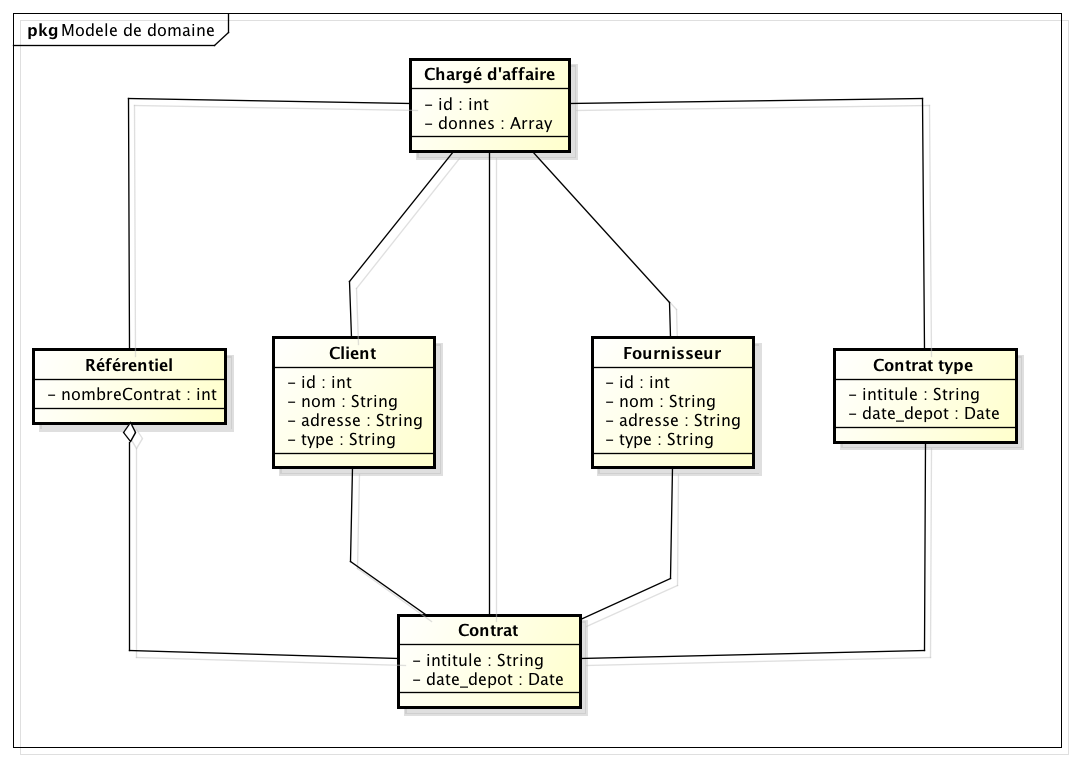 pkg Modele de domaine
Chargé d'affaire
- id : int
- donnes : Array
Référentiel
- nombreContrat : int
Client
- id : int
- nom : String
- adresse : String
- type : String
Fournisseur
- id : int
- nom : String
- adresse : String
- type : String
Contrat type
- intitule : String
- date_depot : Date
Contrat
- intitule : String
- date_depot : Date